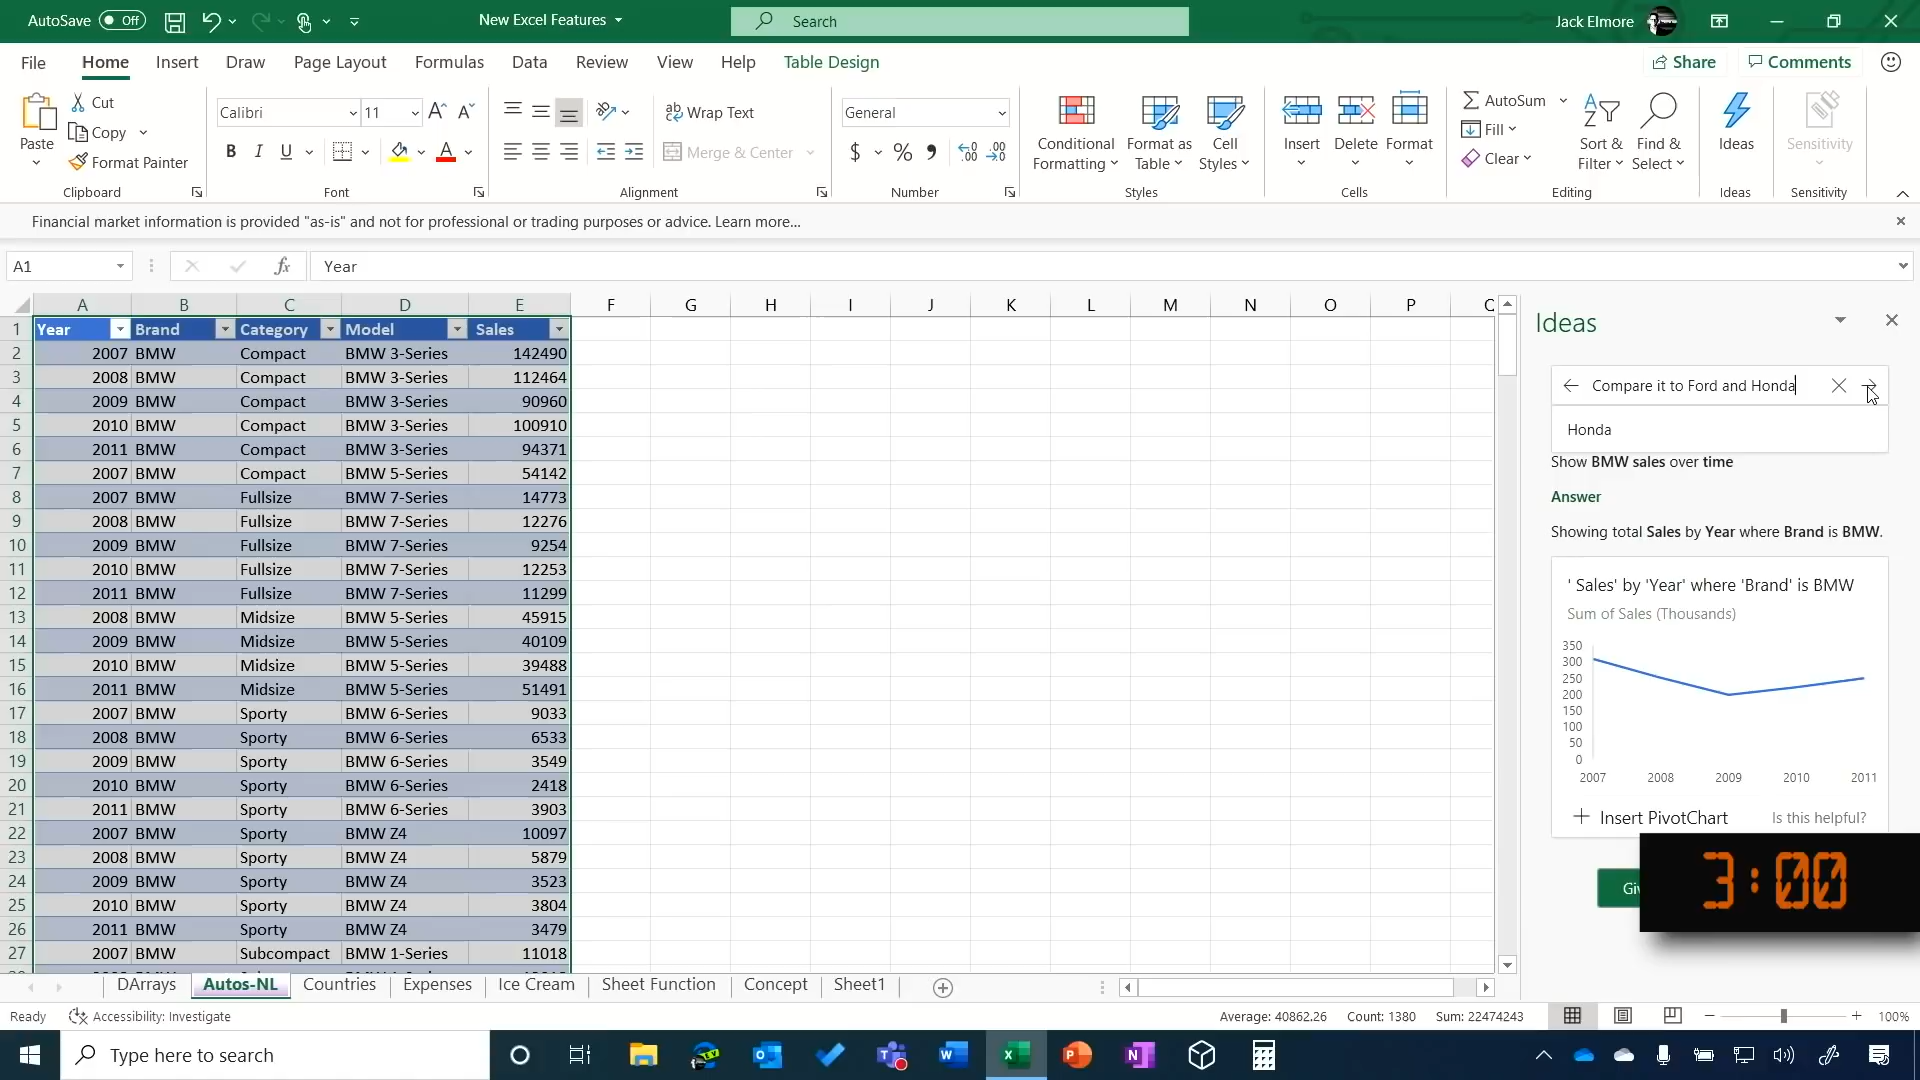 AutoSave Off
New Excel Features
Search
Jack Elmore
File Home Insert Draw Page Layout Formulas Data Review View Help Table Design
Share Comments
Paste
Cut
Copy
Format Painter
Clipboard
Calibri 11
B I U
Font
Wrap Text
Merge & Center
Alignment
General
$ % 9
Number
Conditional Formatting
Format as Table
Cell Styles
Styles
Insert Delete Format
Cells
AutoSum
Fill
Clear
Sort & Filter
Find & Select
Editing
Ideas
Ideas
Sensitivity
Sensitivity
Financial market information is provided "as-is" and not for professional or trading purposes or advice. Learn more...
A1 fx Year
A B C D E F G H I J K L M N O P Q
1 Year Brand Category Model Sales
2 2007 BMW Compact BMW 3-Series 142490
3 2008 BMW Compact BMW 3-Series 112464
4 2009 BMW Compact BMW 3-Series 90960
5 2010 BMW Compact BMW 3-Series 100910
6 2011 BMW Compact BMW 3-Series 94371
7 2007 BMW Compact BMW 5-Series 54142
8 2007 BMW Fullsize BMW 7-Series 14773
9 2008 BMW Fullsize BMW 7-Series 12276
10 2009 BMW Fullsize BMW 7-Series 9254
11 2010 BMW Fullsize BMW 7-Series 12253
12 2011 BMW Fullsize BMW 7-Series 11299
13 2008 BMW Midsize BMW 5-Series 45915
14 2009 BMW Midsize BMW 5-Series 40109
15 2010 BMW Midsize BMW 5-Series 39488
16 2011 BMW Midsize BMW 5-Series 51491
17 2007 BMW Sporty BMW 6-Series 9033
18 2008 BMW Sporty BMW 6-Series 6533
19 2009 BMW Sporty BMW 6-Series 3549
20 2010 BMW Sporty BMW 6-Series 2418
21 2011 BMW Sporty BMW 6-Series 3903
22 2007 BMW Sporty BMW Z4 10097
23 2008 BMW Sporty BMW Z4 5879
24 2009 BMW Sporty BMW Z4 3523
25 2010 BMW Sporty BMW Z4 3804
26 2011 BMW Sporty BMW Z4 3479
27 2007 BMW Subcompact BMW 1-Series 11018
Ideas
Compare it to Ford and Honda
Honda
Show BMW sales over time
Answer
Showing total Sales by Year where Brand is BMW.
' Sales' by 'Year' where 'Brand' is BMW
Sum of Sales (Thousands)
350
300
250
200
150
100
50
0
2007 2008 2009 2010 2011
Insert PivotChart Is this helpful?
3:00
DArrays Autos-NL Countries Expenses Ice Cream Sheet Function Concept Sheet1
Ready Accessibility: Investigate
Average: 40862.26 Count: 1380 Sum: 22474243
100%
Type here to search